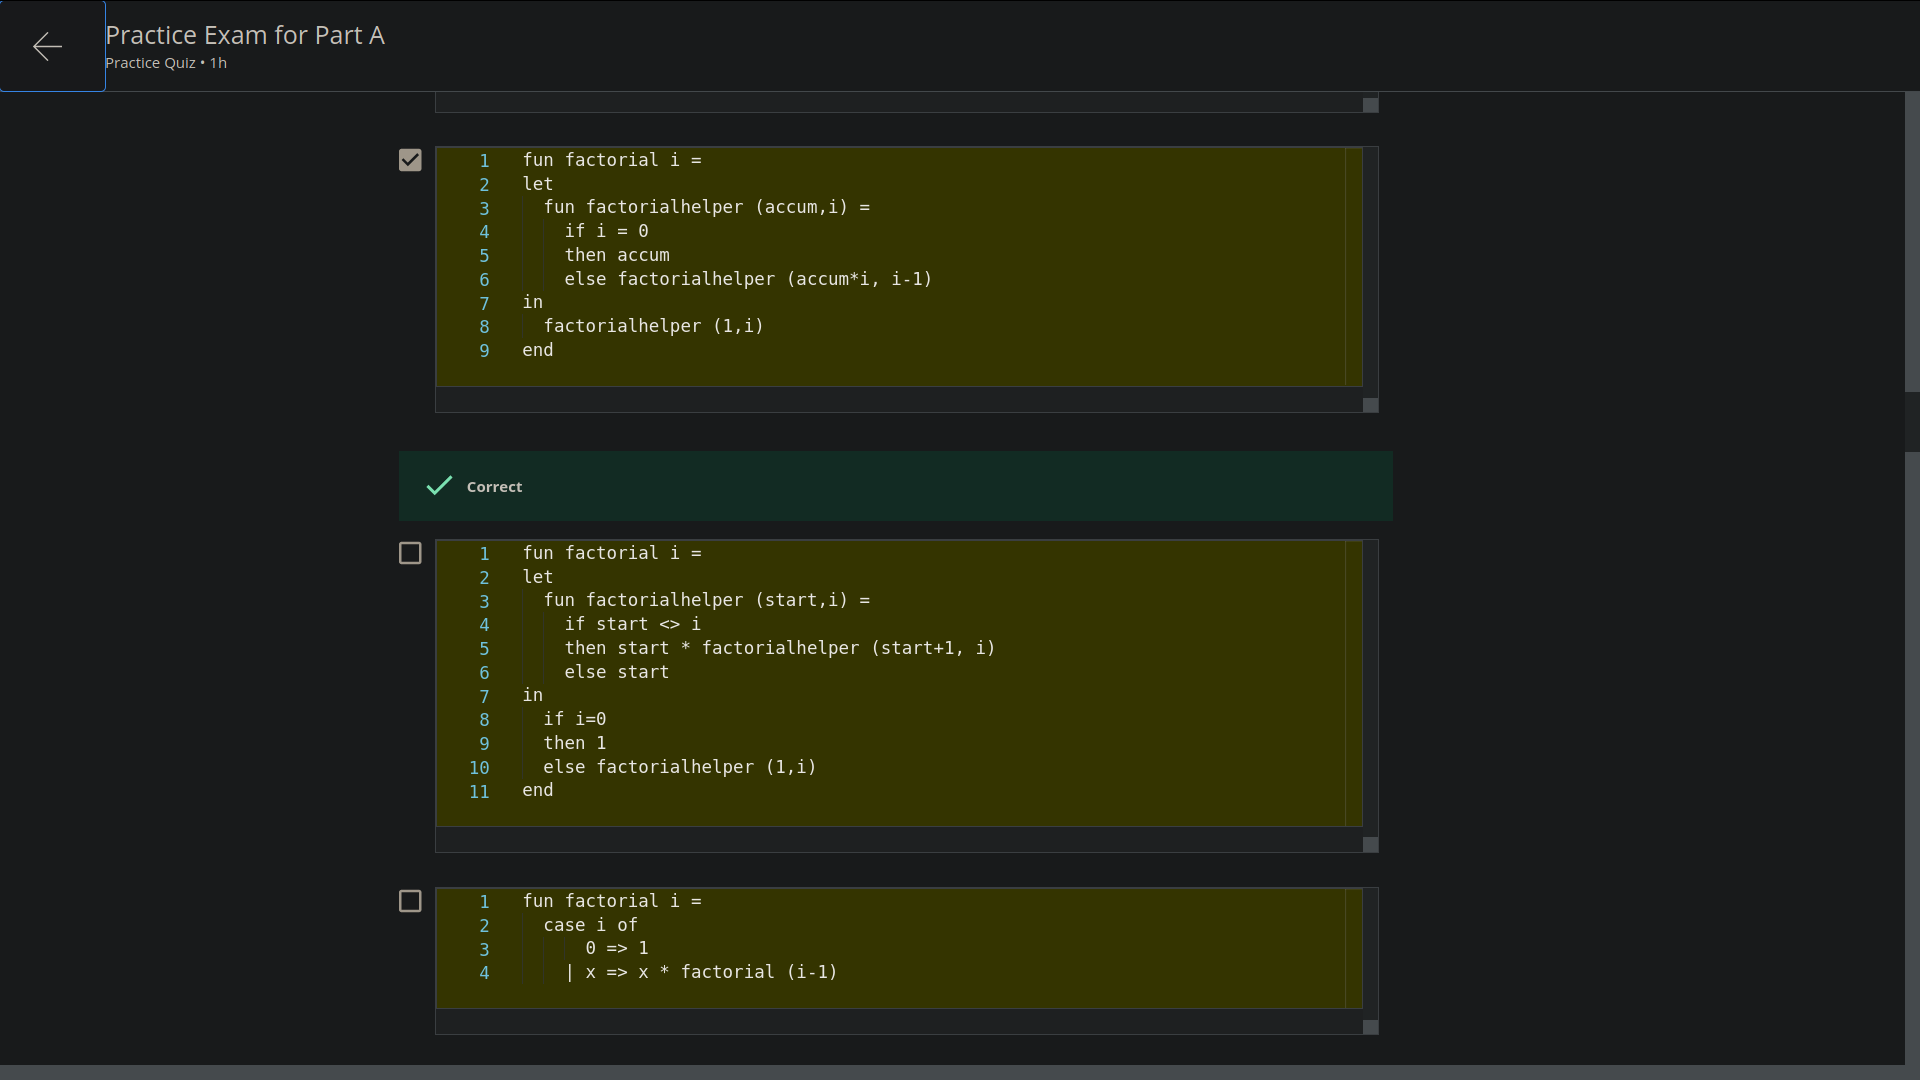 Practice Exam for Part A
Practice Quiz • 1h
1 fun factorial i =
2 let
3   fun factorialhelper (accum,i) =
4     if i = 0
5     then accum
6     else factorialhelper (accum*i, i-1)
7 in
8   factorialhelper (1,i)
9 end
Correct
1 fun factorial i =
2 let
3   fun factorialhelper (start,i) =
4     if start <> i
5     then start * factorialhelper (start+1, i)
6     else start
7 in
8   if i=0
9   then 1
10   else factorialhelper (1,i)
11 end
1 fun factorial i =
2   case i of
3       0 => 1
4     | x => x * factorial (i-1)